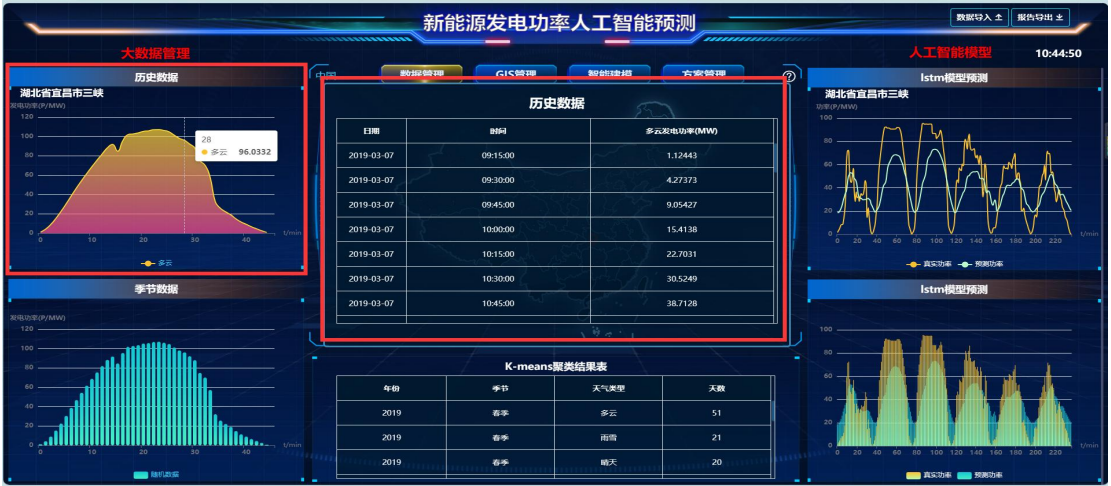 新能源发电功率人工智能预测
数据导入 报告导出
大数据管理
人工智能模型 10:44:50
中国 数据管理 GIS管理 智能建模 方案管理 ?
历史数据
湖北省宜昌市三峡
发电功率(P/MW)
120
100
80
60
40
20
0
0 10 20 30 40 t/min
28
多云 96.0332
多云
历史数据
日期 时间 多云发电功率(MW)
2019-03-07 09:15:00 1.12443
2019-03-07 09:30:00 4.27373
2019-03-07 09:45:00 9.05427
2019-03-07 10:00:00 15.4138
2019-03-07 10:15:00 22.7031
2019-03-07 10:30:00 30.5249
2019-03-07 10:45:00 38.7128
lstm模型预测
湖北省宜昌市三峡
功率(P/MW)
100
80
60
40
20
0
0 20 40 60 80 100 120 140 160 180 200 220 t/min
真实功率 预测功率
季节数据
发电功率(P/MW)
120
100
80
60
40
20
0
0 10 20 30 40 t/min
随机数据
K-means聚类结果表
年份 季节 天气类型 天数
2019 春季 多云 51
2019 春季 雨雪 21
2019 春季 晴天 20
lstm模型预测
100
80
60
40
20
0
0 20 40 60 80 100 120 140 160 180 200 220
真实功率 预测功率